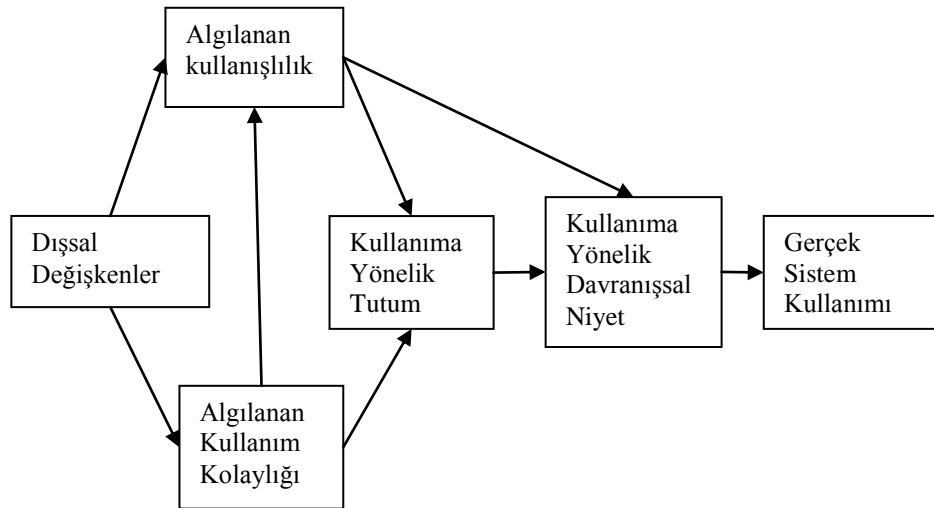 Algılanan
kullanışlılık
Dışsal
Değişkenler
Kullanıma
Yönelik
Tutum
Kullanıma
Yönelik
Davranışsal
Niyet
Gerçek
Sistem
Kullanımı
Algılanan
Kullanım
Kolaylığı